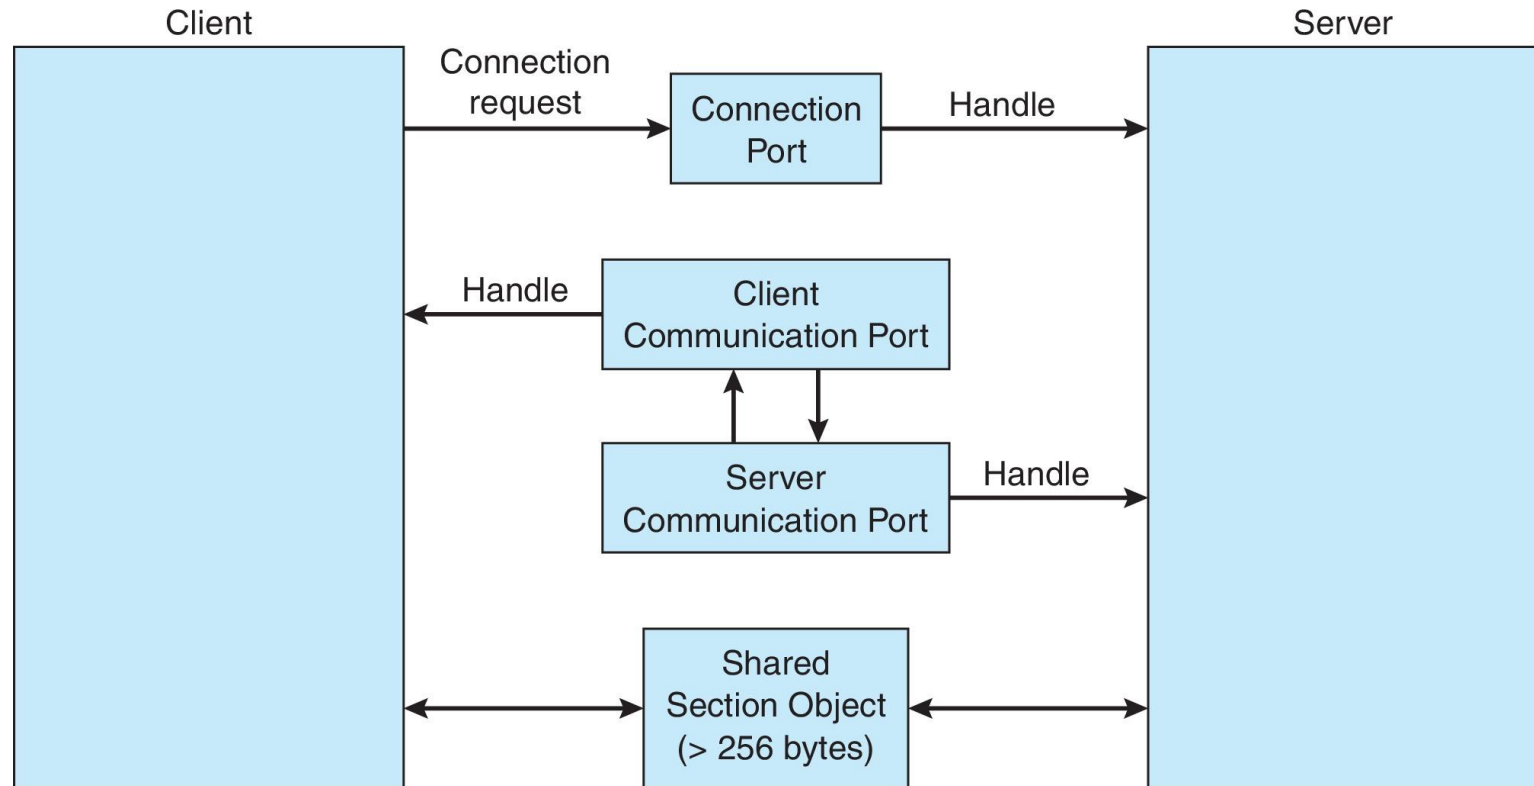 Client
Server
Connection
request
Connection
Port
Handle
Handle
Client
Communication Port
Server
Communication Port
Handle
Shared
Section Object
(> 256 bytes)